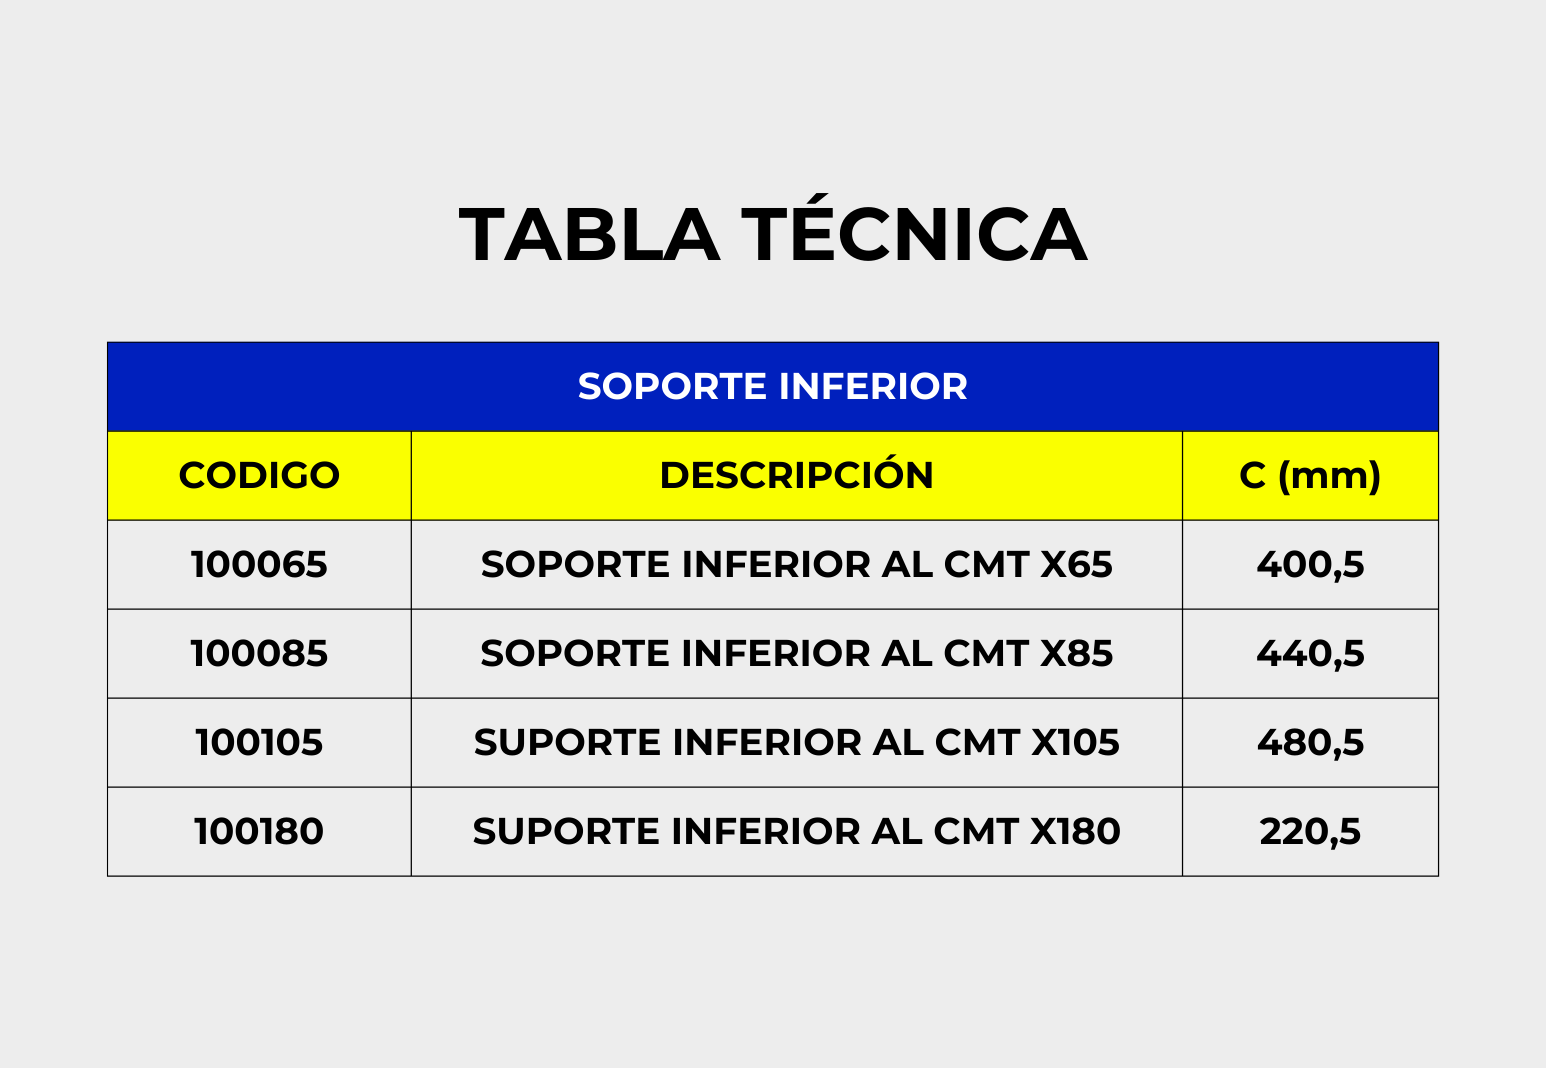 TABLA TÉCNICA
SOPORTE INFERIOR
CODIGO DESCRIPCIÓN C (mm)
100065 SOPORTE INFERIOR AL CMT X65 400,5
100085 SOPORTE INFERIOR AL CMT X85 440,5
100105 SUPORTE INFERIOR AL CMT X105 480,5
100180 SUPORTE INFERIOR AL CMT X180 220,5